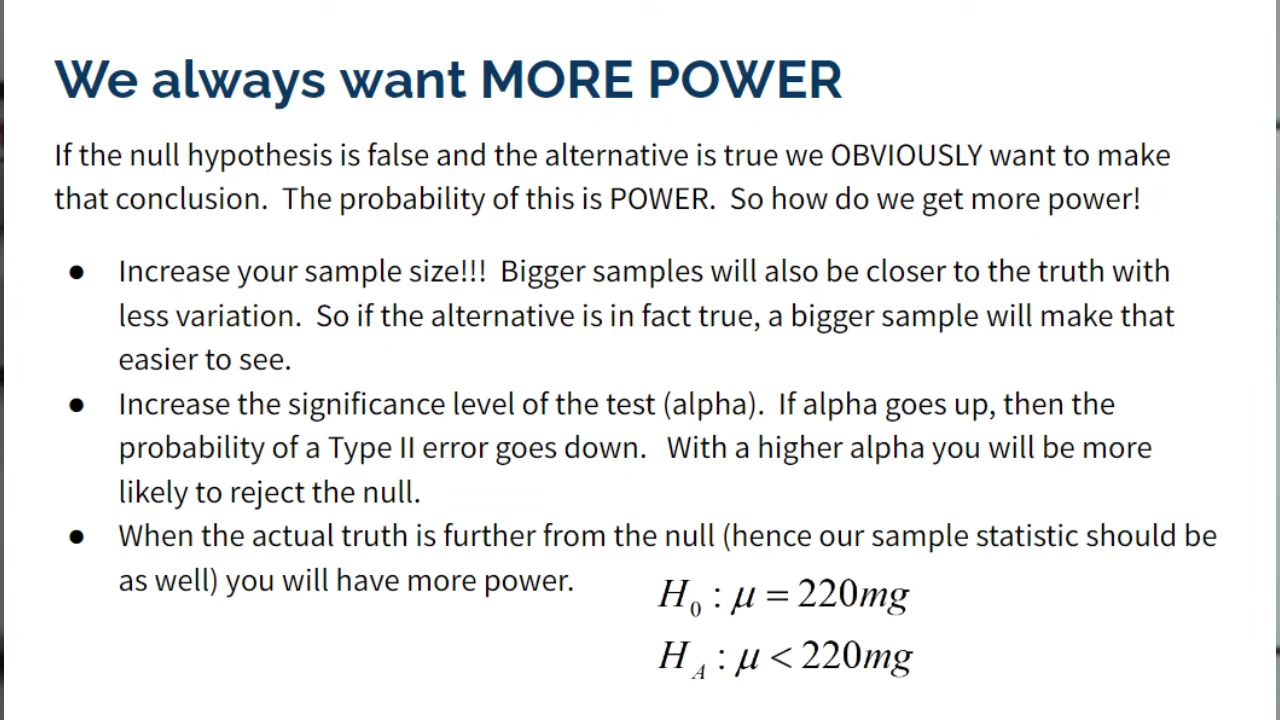 We always want MORE POWER
If the null hypothesis is false and the alternative is true we OBVIOUSLY want to make
that conclusion.  The probability of this is POWER.  So how do we get more power!
● Increase your sample size!!!  Bigger samples will also be closer to the truth with
less variation.  So if the alternative is in fact true, a bigger sample will make that
easier to see.
● Increase the significance level of the test (alpha).  If alpha goes up, then the
probability of a Type II error goes down.   With a higher alpha you will be more
likely to reject the null.
● When the actual truth is further from the null (hence our sample statistic should be
as well) you will have more power.
H₀ : μ = 220mg
H_A : μ < 220mg